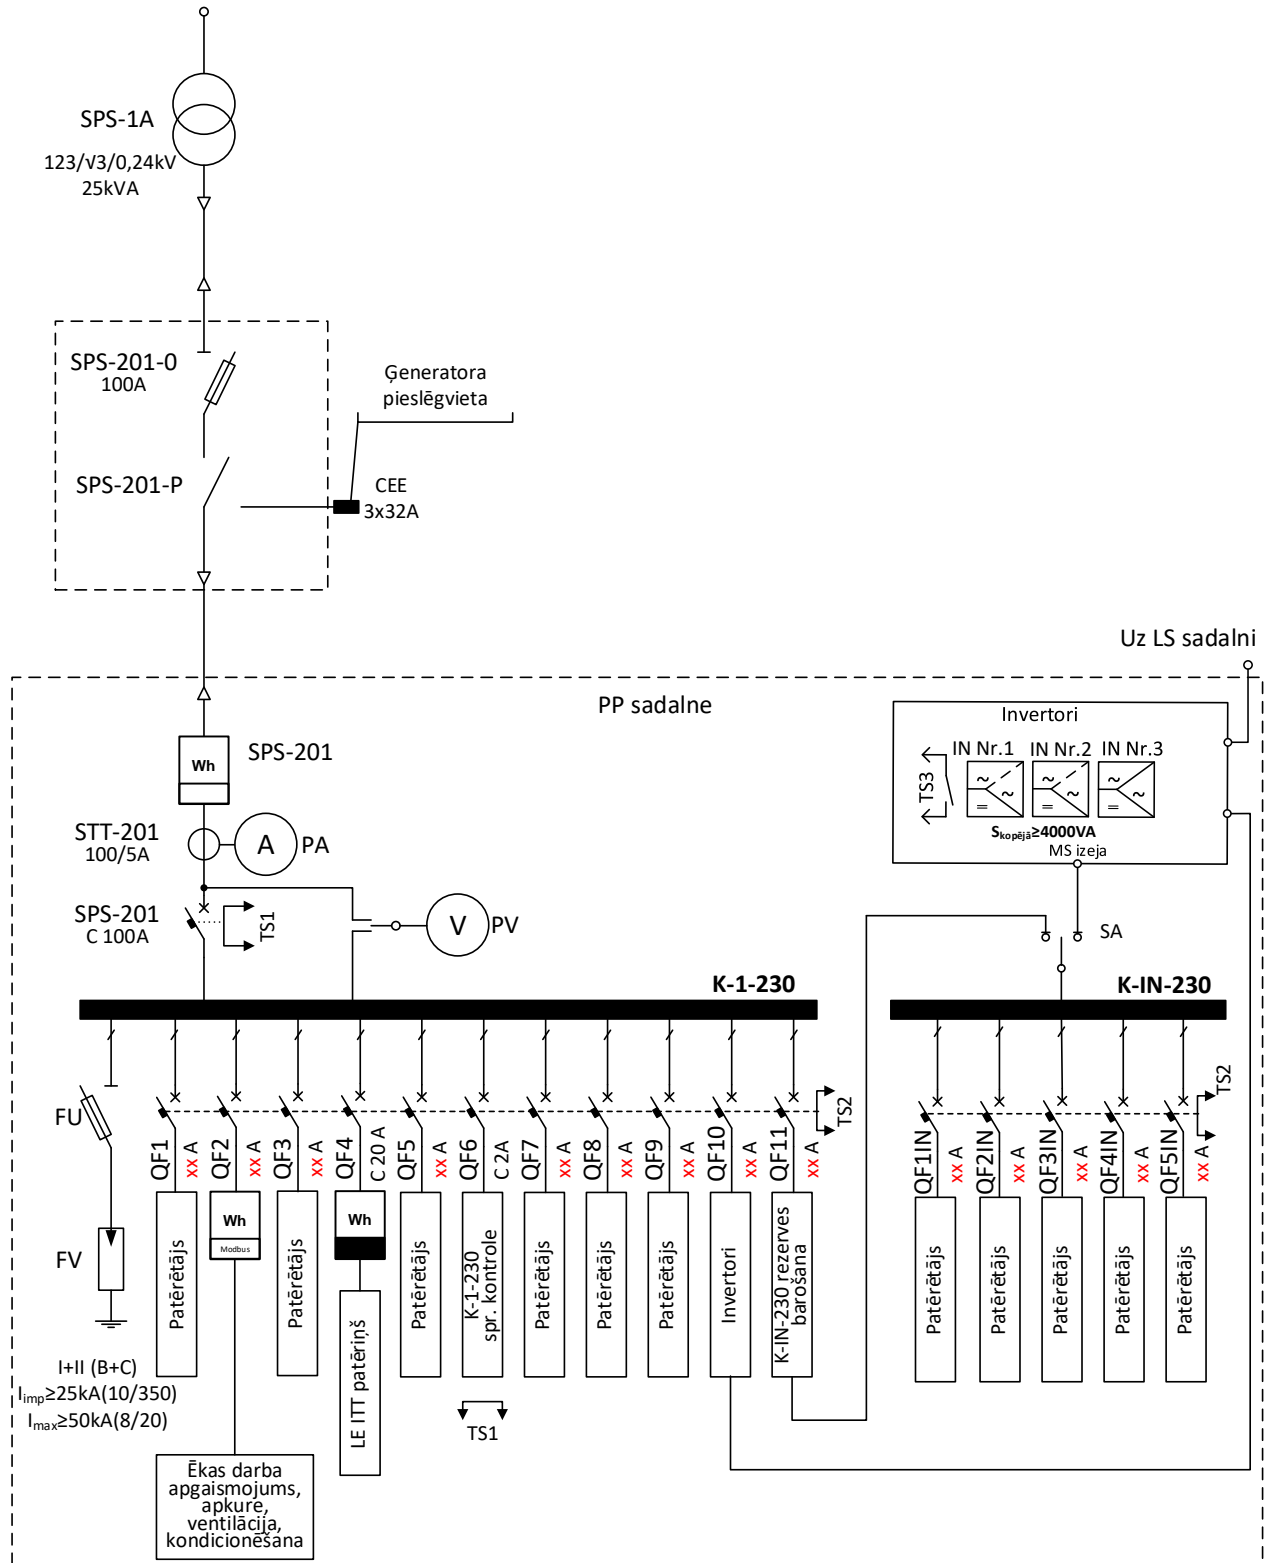 SPS-1A
123/√3/0,24kV
25kVA
SPS-201-0
100A
Ģeneratora
pieslēgvieta
SPS-201-P
CEE
3x32A
Uz LS sadalni
PP sadalne
Wh
SPS-201
STT-201
100/5A
A
PA
SPS-201
C 100A
TS1
V
PV
Invertori
IN Nr.1
IN Nr.2
IN Nr.3
TS3
~
~
=
~
~
=
~
~
=
Skopējā≥4000VA
MS izeja
SA
K-1-230
K-IN-230
FU
FV
I+II (B+C)
Iimp≥25kA(10/350)
Imax≥50kA(8/20)
QF1
xx A
Patērētājs
QF2
xx A
Wh
Modbus
Ēkas darba
apgaismojums,
apkure,
ventilācija,
kondicionēšana
QF3
xx A
Patērētājs
QF4
C 20 A
Wh
LE ITT patēriņš
QF5
xx A
Patērētājs
QF6
C 2A
K-1-230
spr. kontrole
TS1
QF7
xx A
Patērētājs
QF8
xx A
Patērētājs
QF9
xx A
Patērētājs
QF10
xx A
Invertori
QF11
xx A
K-IN-230 rezerves
barošana
TS2
QF1IN
xx A
Patērētājs
QF2IN
xx A
Patērētājs
QF3IN
xx A
Patērētājs
QF4IN
xx A
Patērētājs
QF5IN
xx A
Patērētājs
TS2